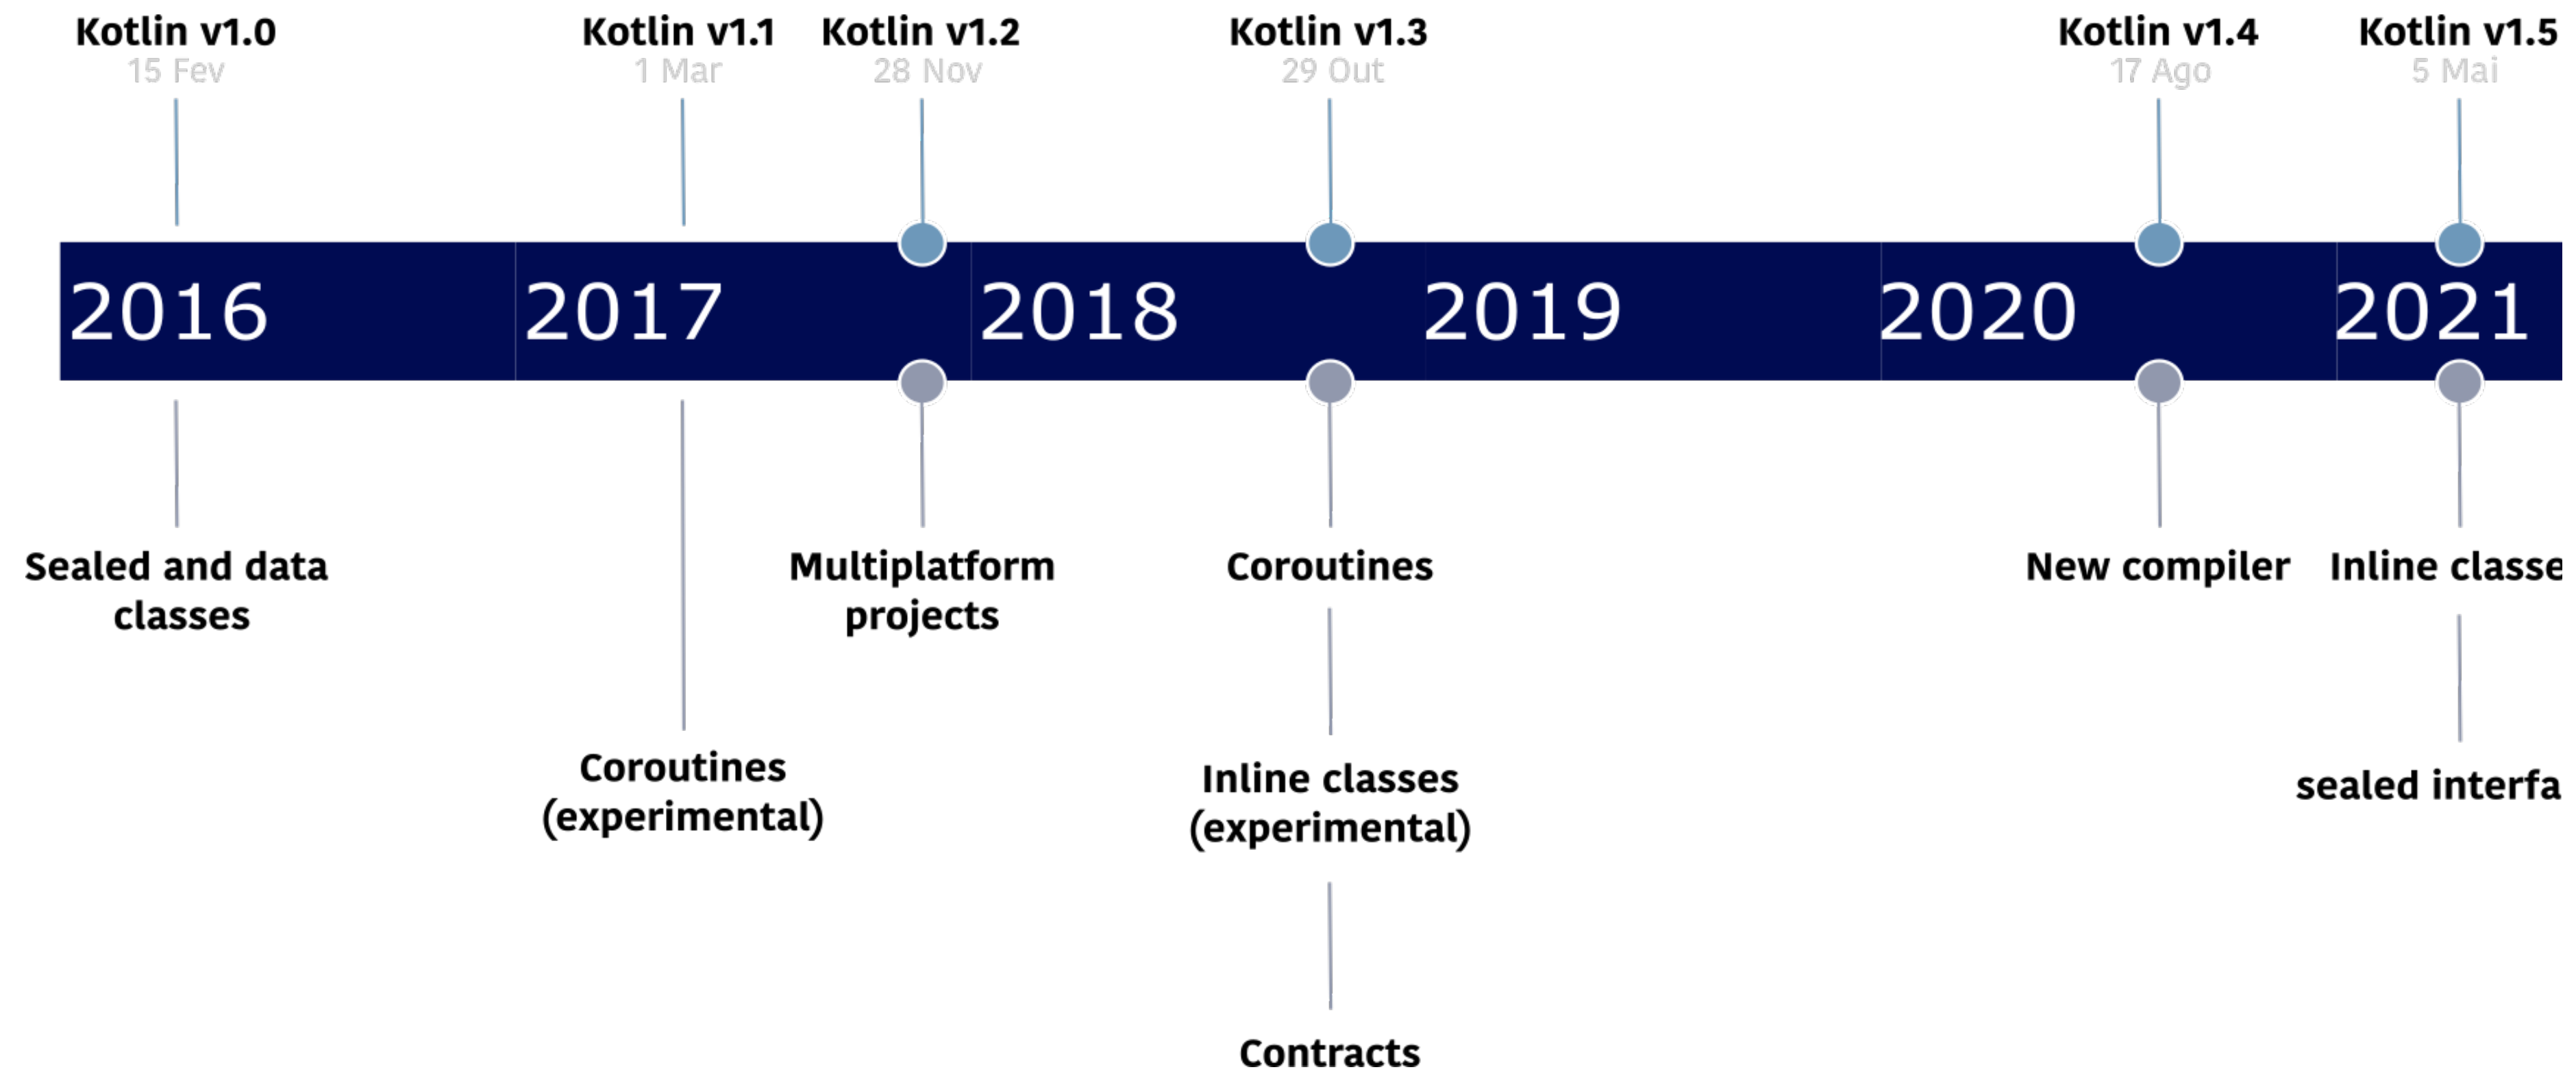 Kotlin v1.0
15 Fev
Kotlin v1.1
1 Mar
Kotlin v1.2
28 Nov
Kotlin v1.3
29 Out
Kotlin v1.4
17 Ago
Kotlin v1.5
5 Mai
2016
2017
2018
2019
2020
2021
Sealed and data
classes
Coroutines
(experimental)
Multiplatform
projects
Coroutines
Inline classes
(experimental)
Contracts
New compiler
Inline classe
sealed interfa